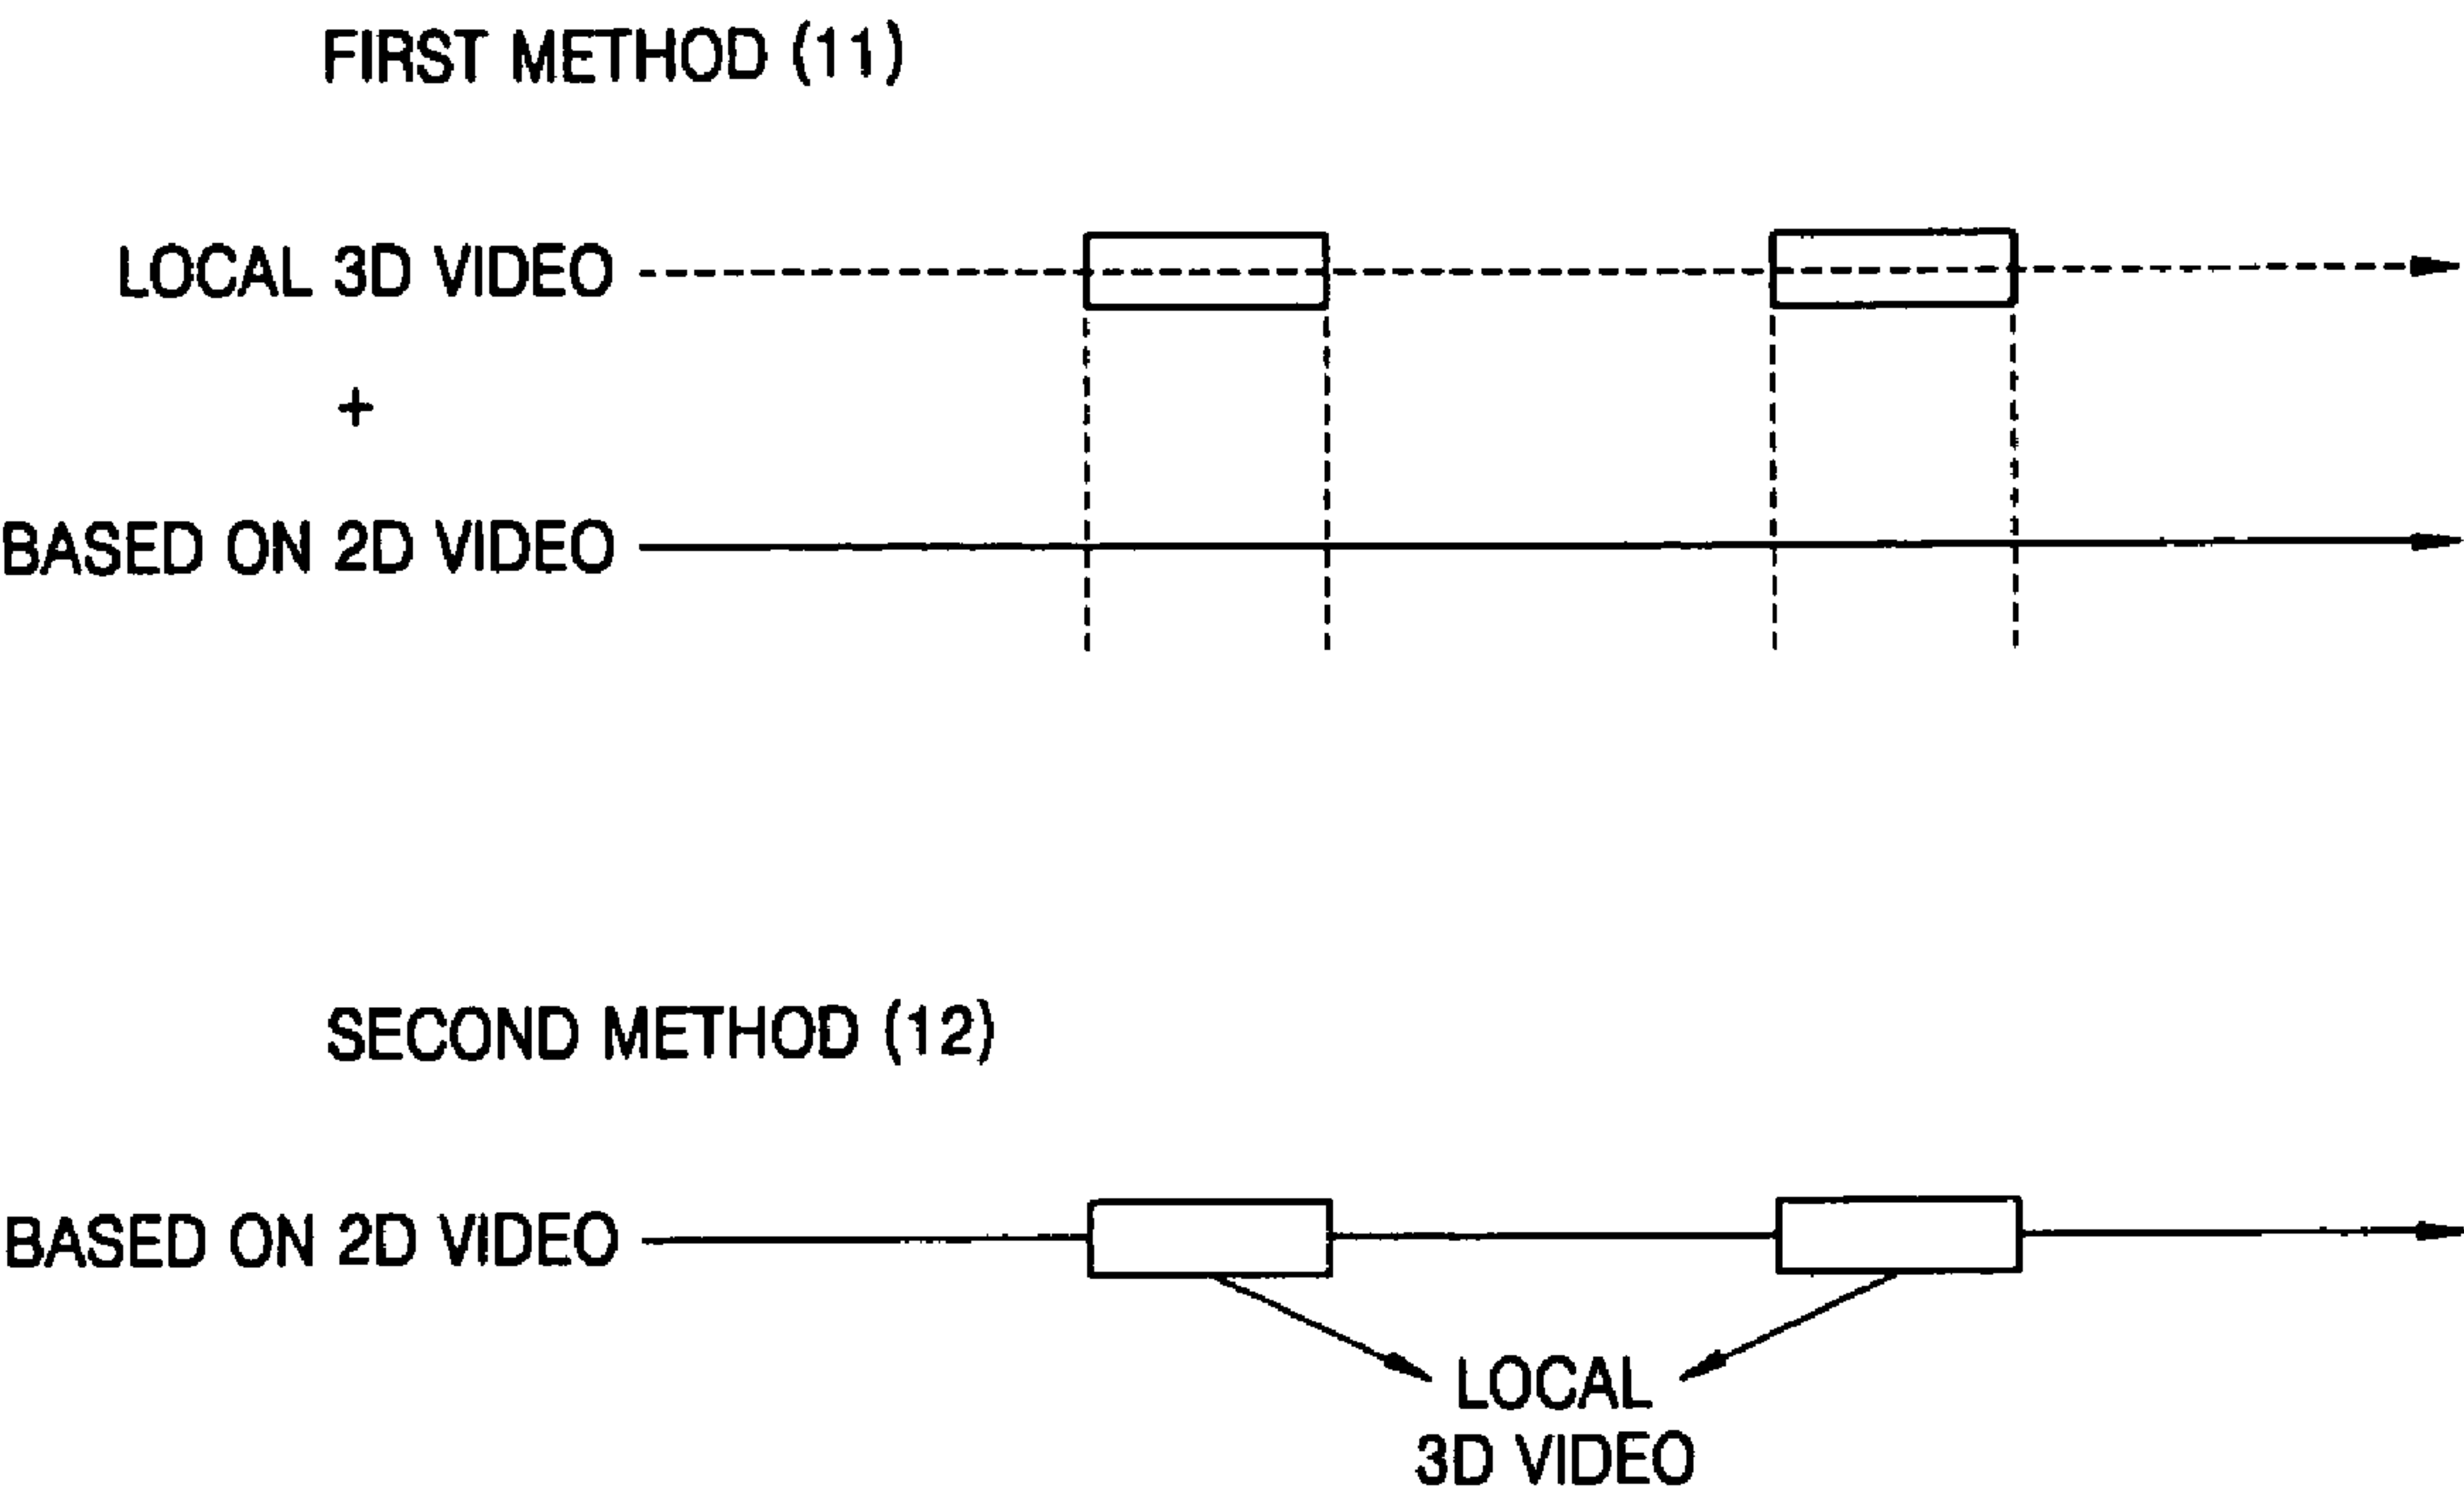 FIRST METHOD (11)
LOCAL 3D VIDEO
+
BASED ON 2D VIDEO
SECOND METHOD (12)
BASED ON 2D VIDEO
LOCAL
3D VIDEO